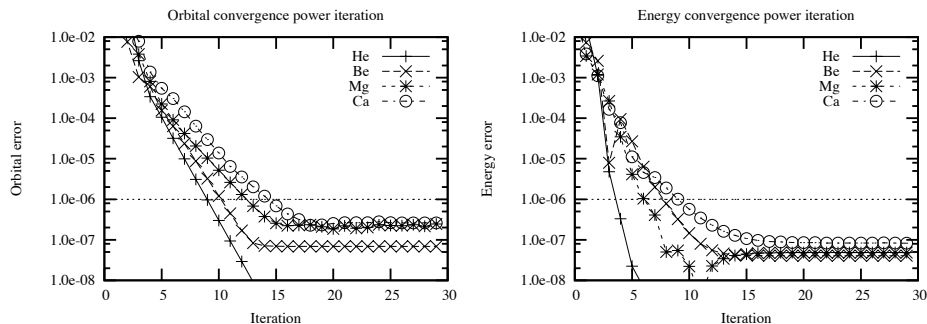 Orbital convergence power iteration
1.0e-02
1.0e-03
1.0e-04
1.0e-05
1.0e-06
1.0e-07
1.0e-08
Orbital error
0 5 10 15 20 25 30
Iteration
He
Be
Mg
Ca
Energy convergence power iteration
1.0e-02
1.0e-03
1.0e-04
1.0e-05
1.0e-06
1.0e-07
1.0e-08
Energy error
0 5 10 15 20 25 30
Iteration
He
Be
Mg
Ca